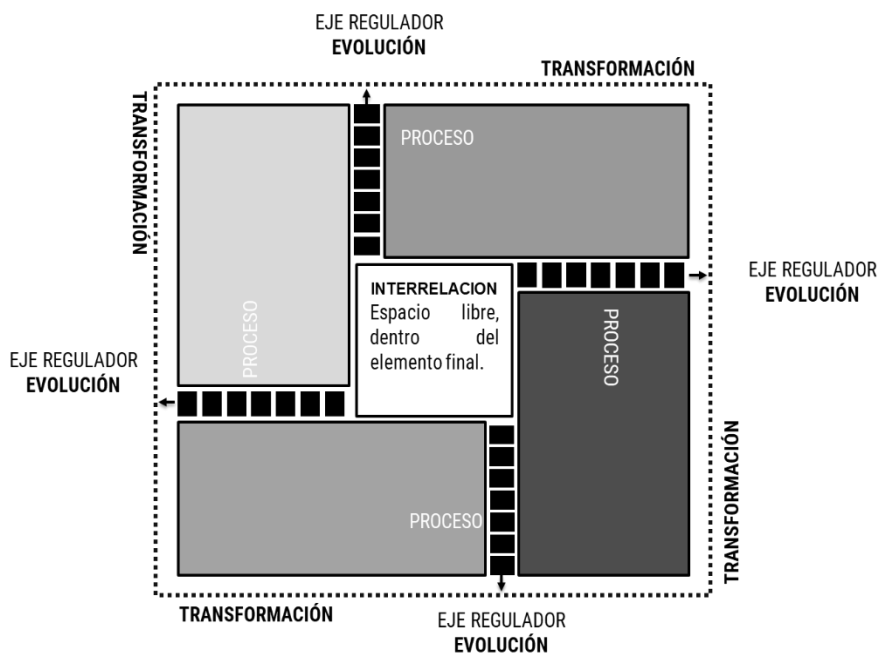 EJE REGULADOR
EVOLUCIÓN
TRANSFORMACIÓN
TRANSFORMACIÓN
PROCESO
EJE REGULADOR
EVOLUCIÓN
INTERRELACION
Espacio libre,
dentro del
elemento final.
PROCESO
PROCESO
EJE REGULADOR
EVOLUCIÓN
TRANSFORMACIÓN
PROCESO
TRANSFORMACIÓN
EJE REGULADOR
EVOLUCIÓN